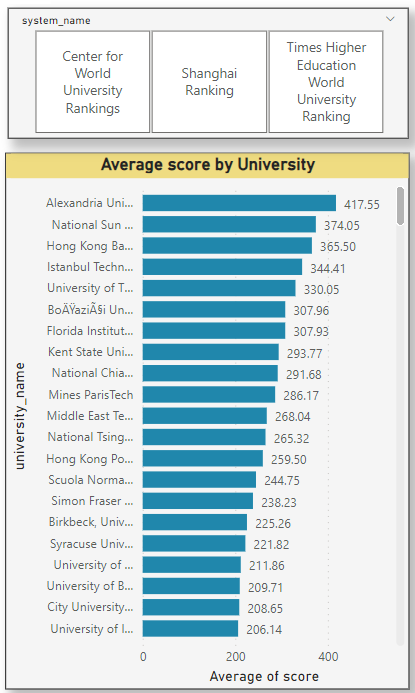 system_name
Center for
World
University
Rankings
Shanghai
Ranking
Times Higher
Education
World
University
Ranking
Average score by University
university_name
Alexandria Uni... 417.55
National Sun ... 374.05
Hong Kong Ba... 365.50
Istanbul Techn... 344.41
University of T... 330.05
BoÄŸaziÃ§i Un... 307.96
Florida Institut... 307.93
Kent State Uni... 293.77
National Chia... 291.68
Mines ParisTech 286.17
Middle East Te... 268.04
National Tsing... 265.32
Hong Kong Po... 259.50
Scuola Norma... 244.75
Simon Fraser ... 238.23
Birkbeck, Univ... 225.26
Syracuse Univ... 221.82
University of ... 211.86
University of B... 209.71
City University... 208.65
University of I... 206.14
0 200 400
Average of score